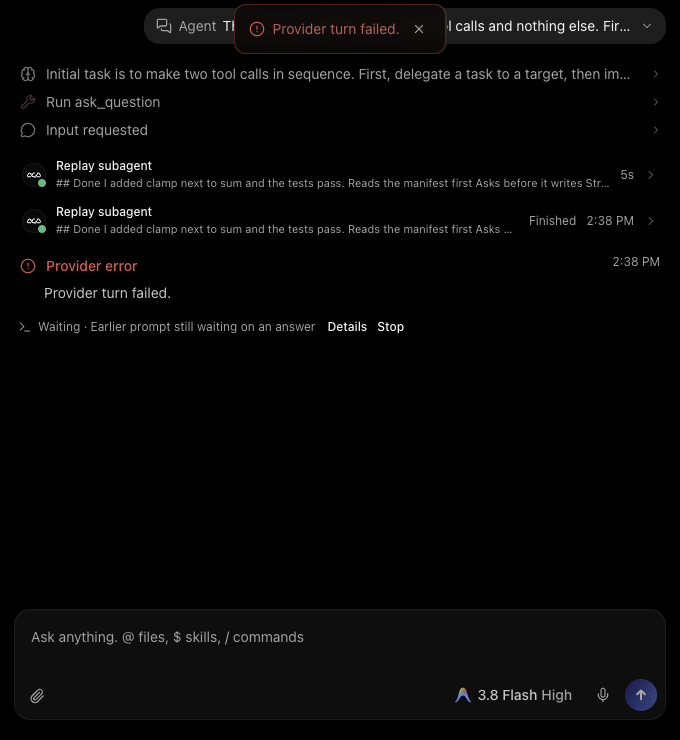 Agent Th
Provider turn failed.
l calls and nothing else. Fir...
Initial task is to make two tool calls in sequence. First, delegate a task to a target, then im...
Run ask_question
Input requested
Replay subagent
## Done I added clamp next to sum and the tests pass. Reads the manifest first Asks before it writes Str...
5s
Replay subagent
## Done I added clamp next to sum and the tests pass. Reads the manifest first Asks ...
Finished 2:38 PM
Provider error
2:38 PM
Provider turn failed.
Waiting · Earlier prompt still waiting on an answer Details Stop
Ask anything. @ files, $ skills, / commands
3.8 Flash High